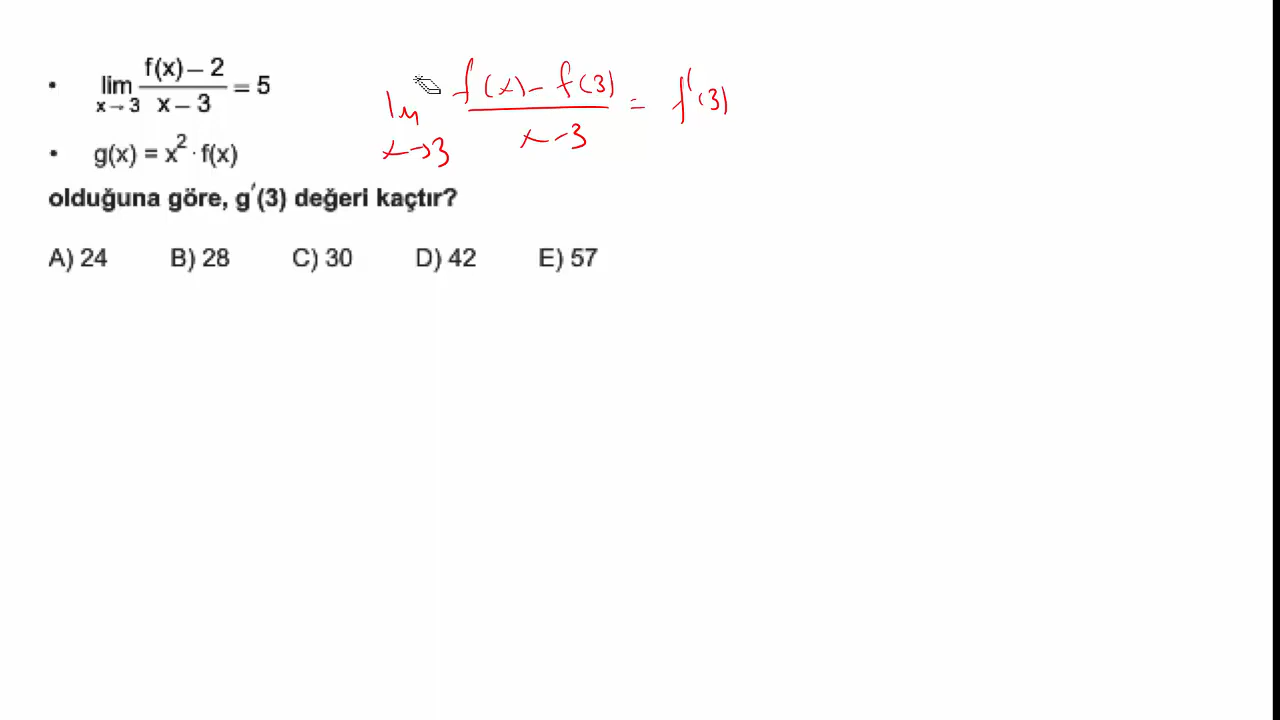 • lim x→3 f(x) − 2 / x − 3 = 5
lim x→3 f(x) − f(3) / x − 3 = f'(3)
• g(x) = x² · f(x)
olduğuna göre, g′(3) değeri kaçtır?
A) 24 B) 28 C) 30 D) 42 E) 57